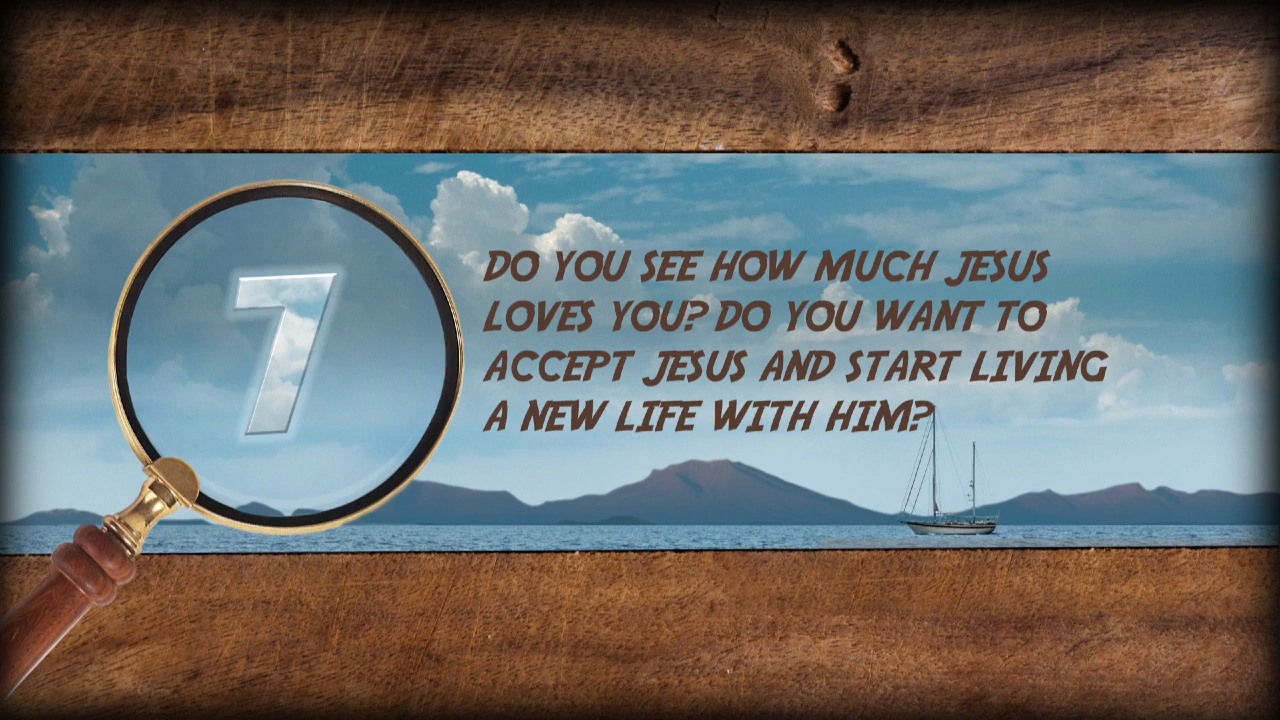 7
DO YOU SEE HOW MUCH JESUS
LOVES YOU? DO YOU WANT TO
ACCEPT JESUS AND START LIVING
A NEW LIFE WITH HIM?